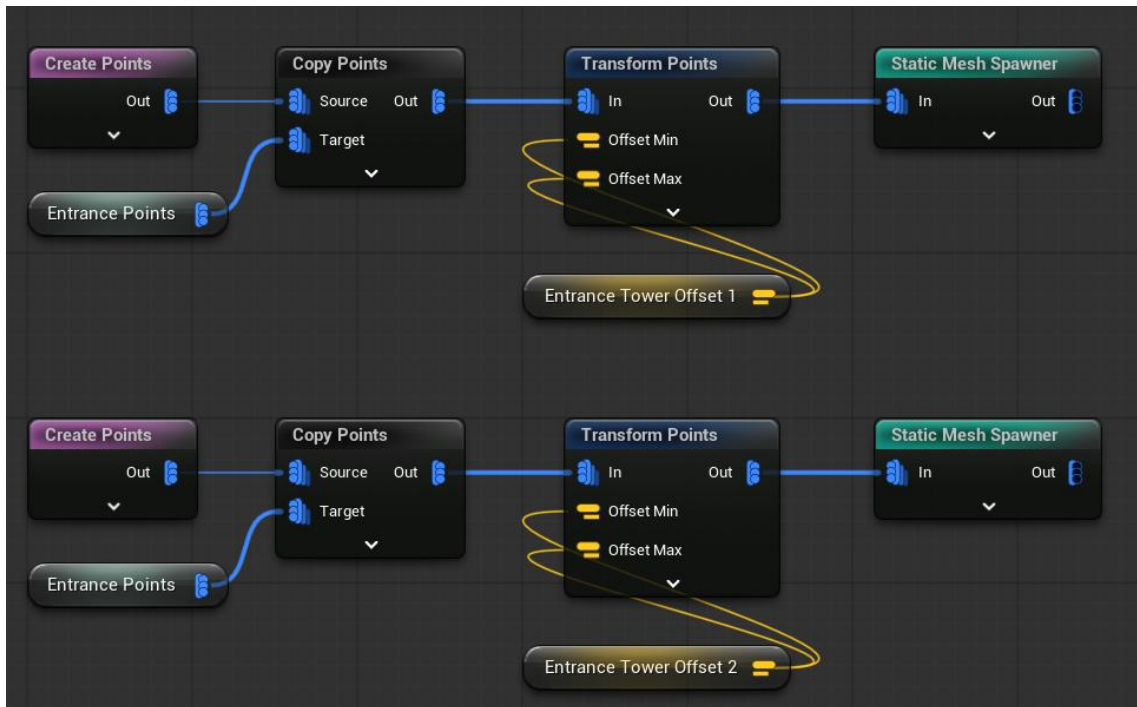 Create Points
Out
Copy Points
Source Out
Target
Transform Points
In Out
Offset Min
Offset Max
Static Mesh Spawner
In Out
Entrance Points
Entrance Tower Offset 1
Create Points
Out
Copy Points
Source Out
Target
Transform Points
In Out
Offset Min
Offset Max
Static Mesh Spawner
In Out
Entrance Points
Entrance Tower Offset 2